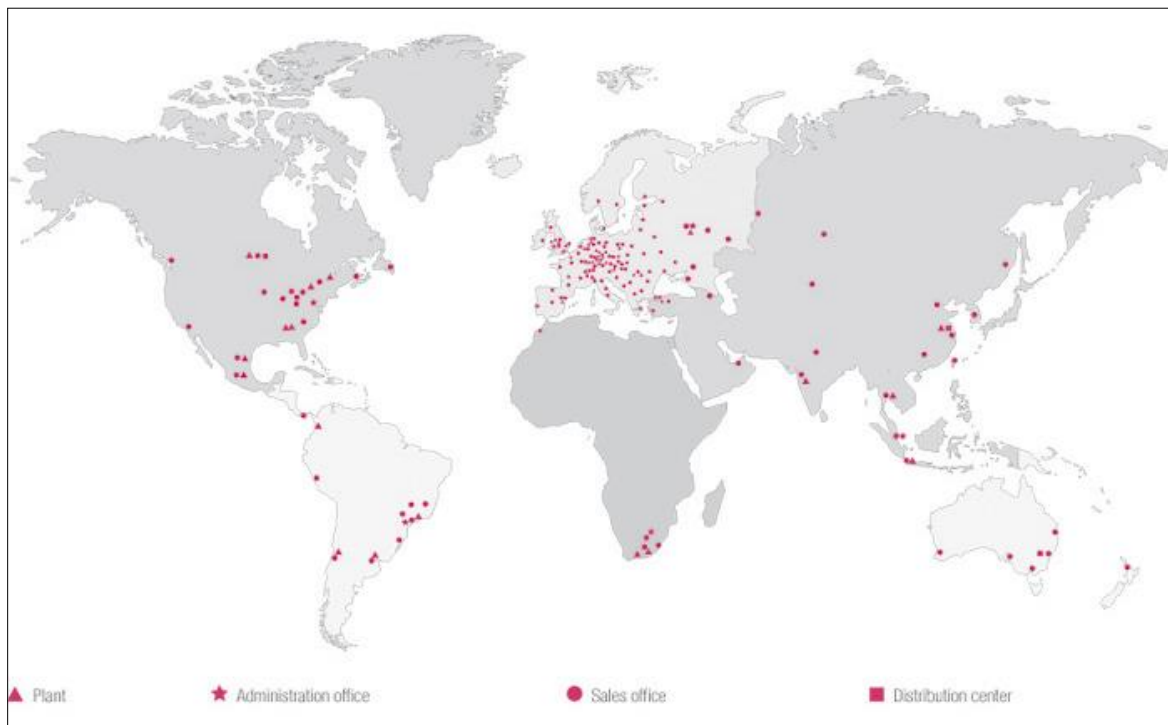 Plant
Administration office
Sales office
Distribution center